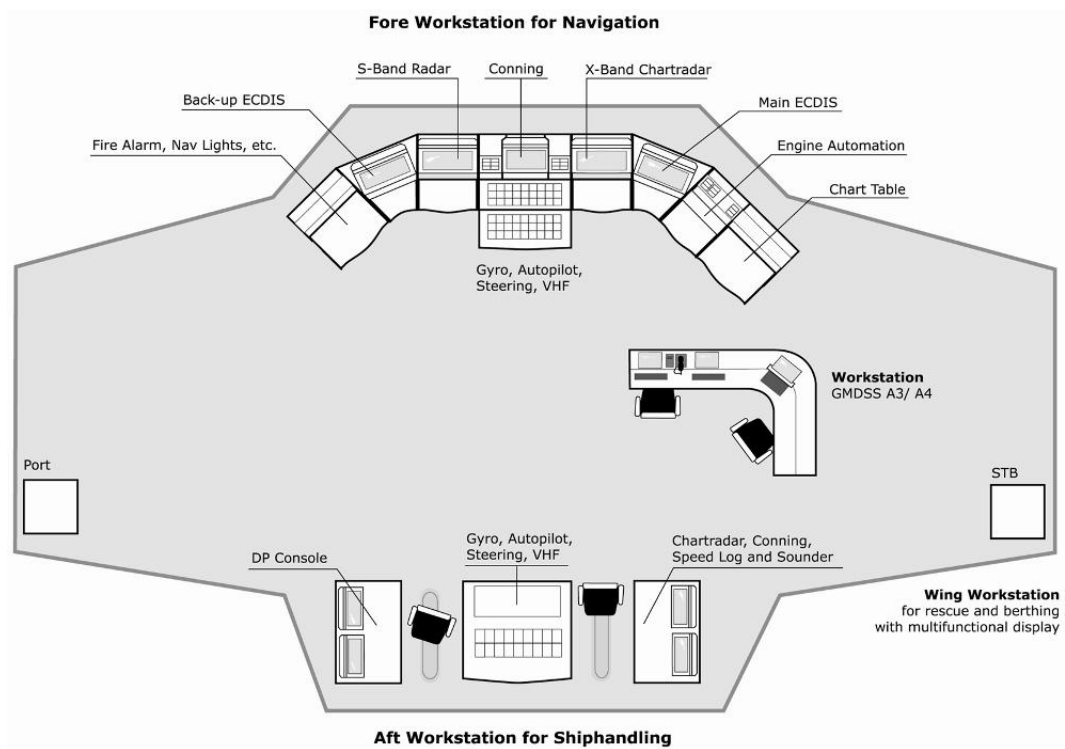 Fore Workstation for Navigation
S-Band Radar
Conning
X-Band Chartradar
Back-up ECDIS
Main ECDIS
Fire Alarm, Nav Lights, etc.
Engine Automation
Chart Table
Gyro, Autopilot,
Steering, VHF
Workstation
GMDSS A3/ A4
Port
STB
Gyro, Autopilot,
Steering, VHF
Chartradar, Conning,
Speed Log and Sounder
DP Console
Wing Workstation
for rescue and berthing
with multifunctional display
Aft Workstation for Shiphandling